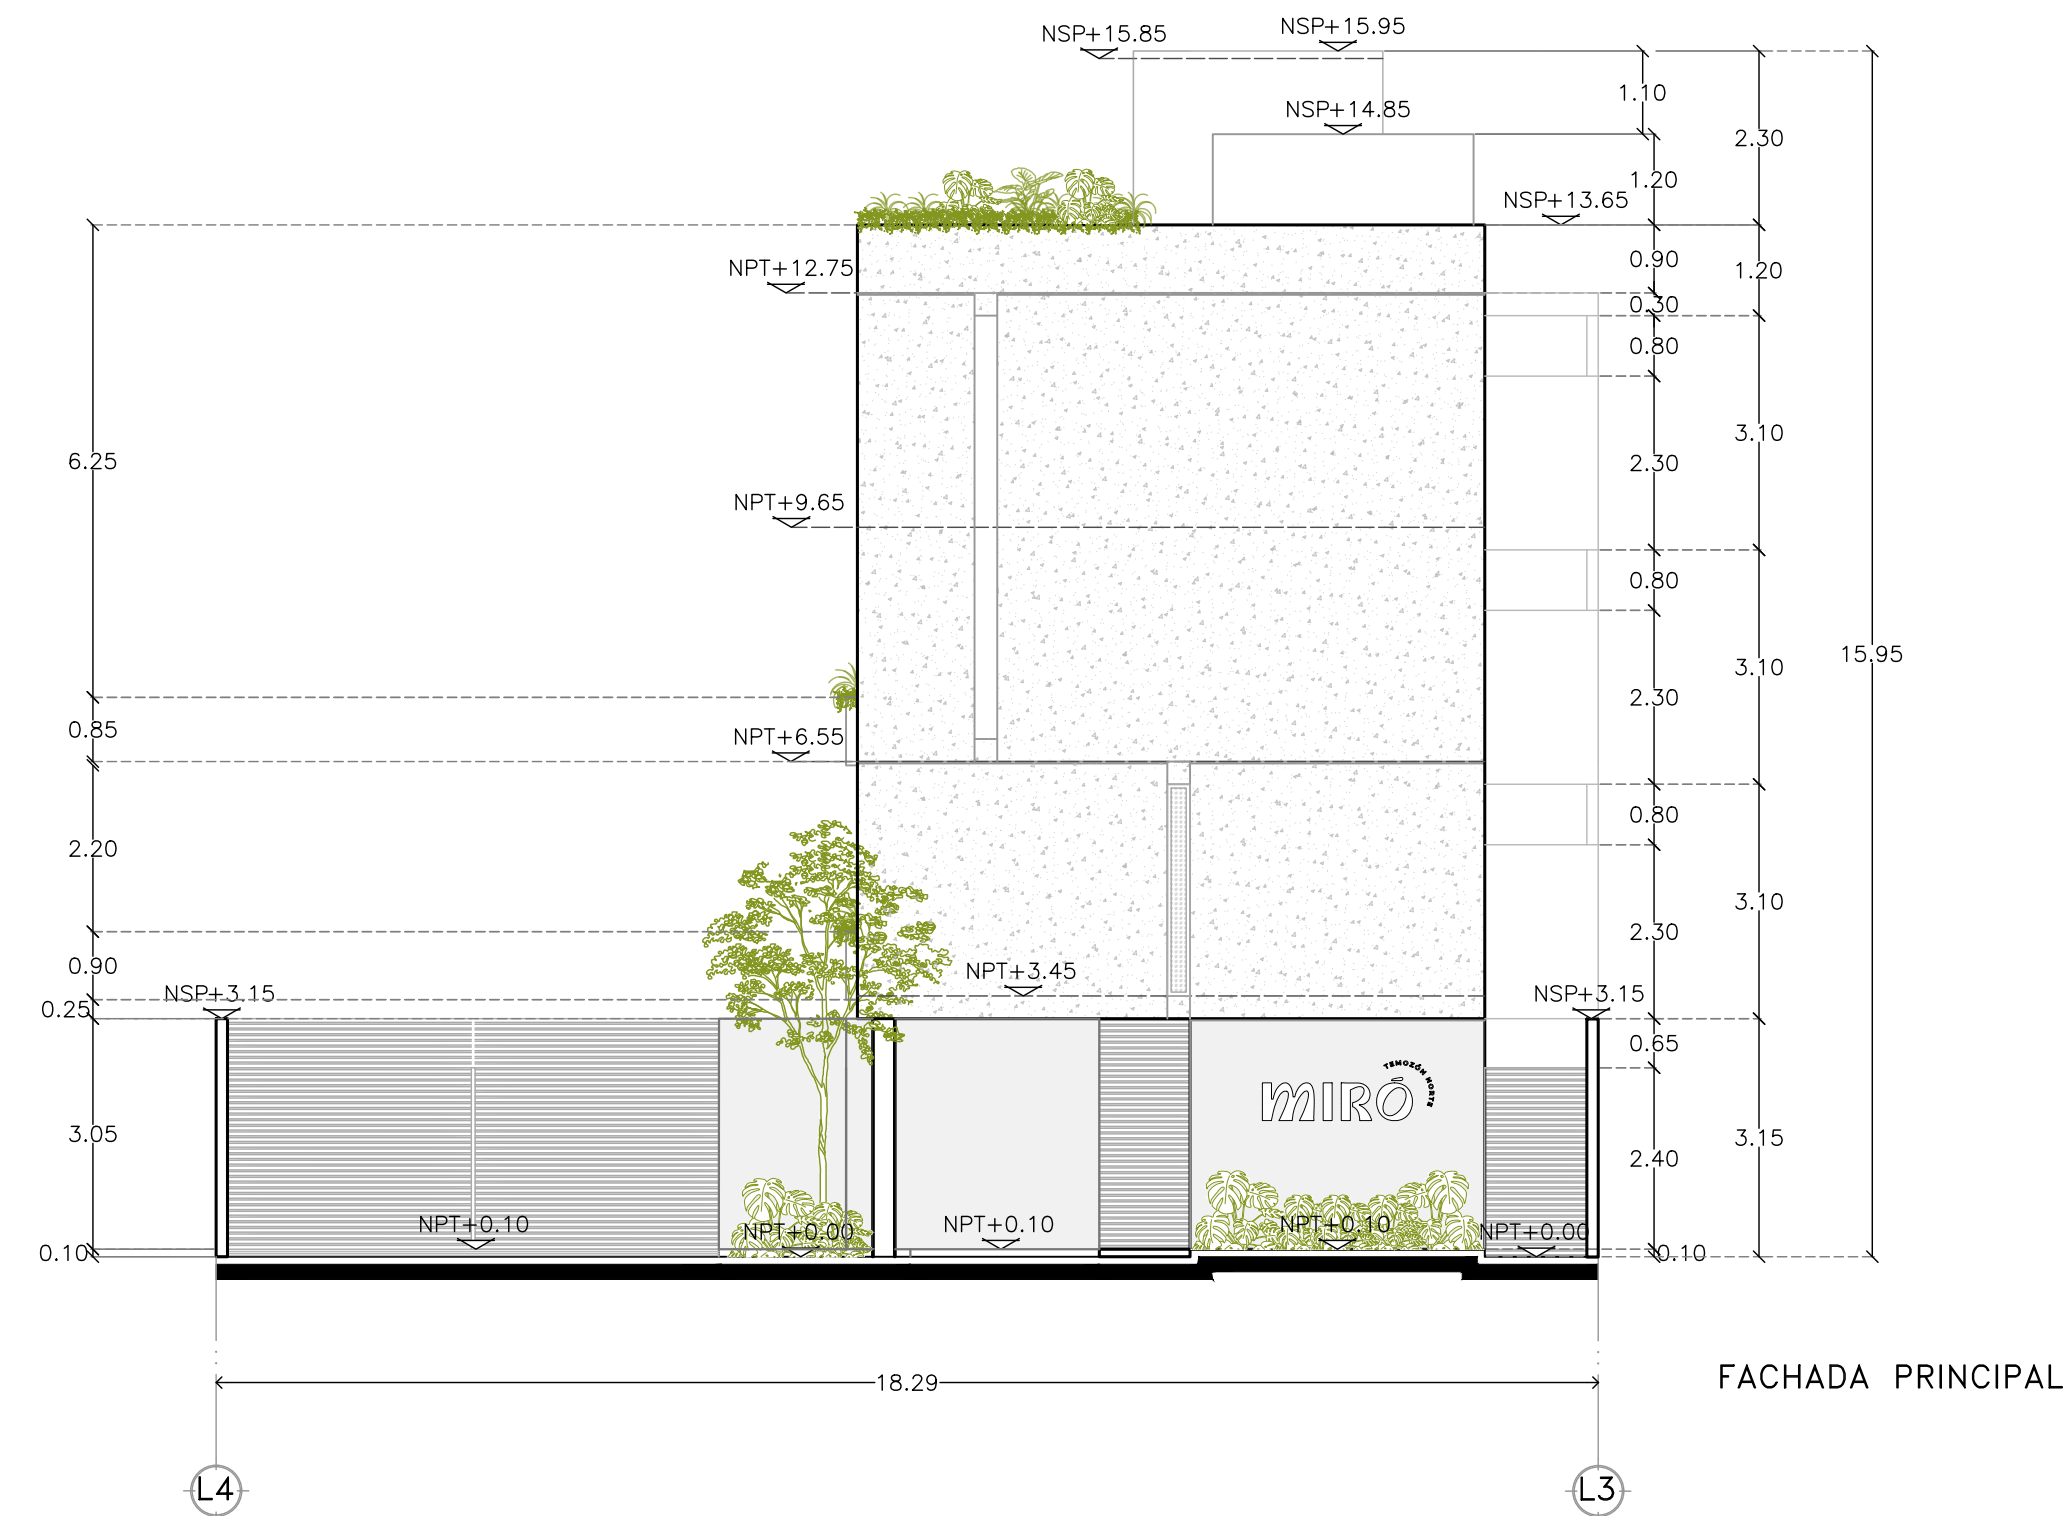 NSP+15.95
NSP+15.85
1.10
NSP+14.85
2.30
1.20
NSP+13.65
0.90
NPT+12.75
1.20
0.30
0.80
3.10
6.25
2.30
NPT+9.65
0.80
15.95
3.10
2.30
0.85
NPT+6.55
0.80
2.20
3.10
2.30
0.90
NPT+3.45
NSP+3.15
NSP+3.15
0.25
0.65
TEMOZÓN NORTE
MIRÓ
3.05
3.15
2.40
NPT+0.10
NPT+0.00
NPT+0.10
NPT+0.10
NPT+0.00
0.10
0.10
18.29
FACHADA PRINCIPAL
L4
L3